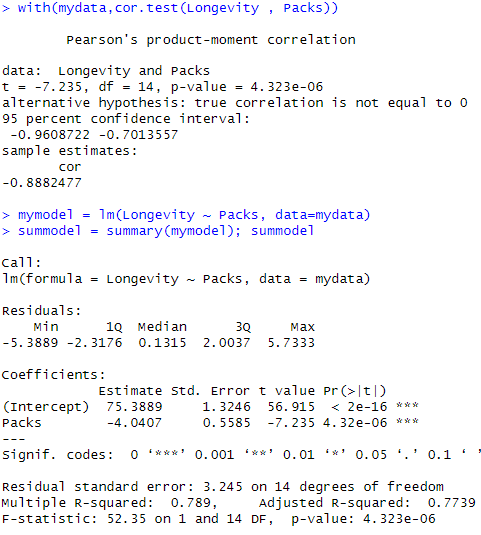 > with(mydata,cor.test(Longevity , Packs))
Pearson's product-moment correlation
data:  Longevity and Packs
t = -7.235, df = 14, p-value = 4.323e-06
alternative hypothesis: true correlation is not equal to 0
95 percent confidence interval:
-0.9608722 -0.7013557
sample estimates:
cor
-0.8882477
> mymodel = lm(Longevity ~ Packs, data=mydata)
> summodel = summary(mymodel); summodel
Call:
lm(formula = Longevity ~ Packs, data = mydata)
Residuals:
Min 1Q Median 3Q Max
-5.3889 -2.3176 0.1315 2.0037 5.7333
Coefficients:
Estimate Std. Error t value Pr(>|t|)
(Intercept) 75.3889 1.3246 56.915 < 2e-16 ***
Packs -4.0407 0.5585 -7.235 4.32e-06 ***
---
Signif. codes:  0 ‘***’ 0.001 ‘**’ 0.01 ‘*’ 0.05 ‘.’ 0.1 ‘ ’
Residual standard error: 3.245 on 14 degrees of freedom
Multiple R-squared:  0.789, Adjusted R-squared:  0.7739
F-statistic: 52.35 on 1 and 14 DF,  p-value: 4.323e-06